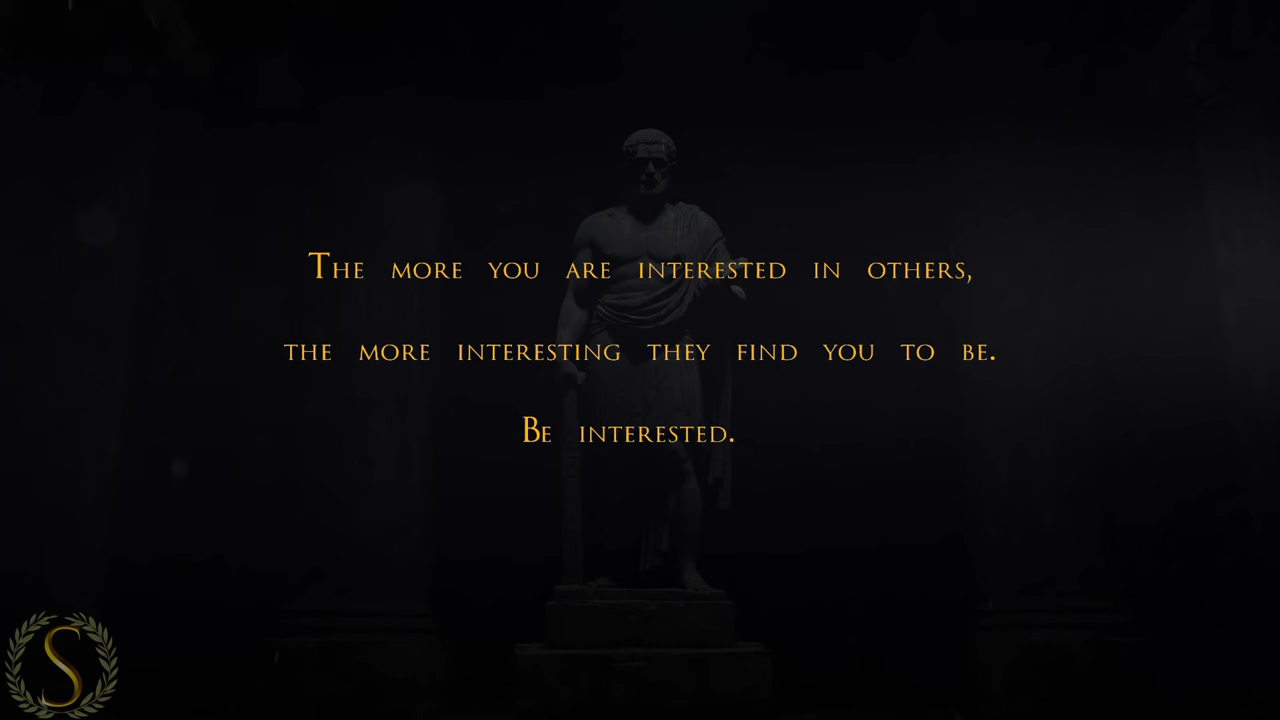 The more you are interested in others,
the more interesting they find you to be.
Be interested.
S